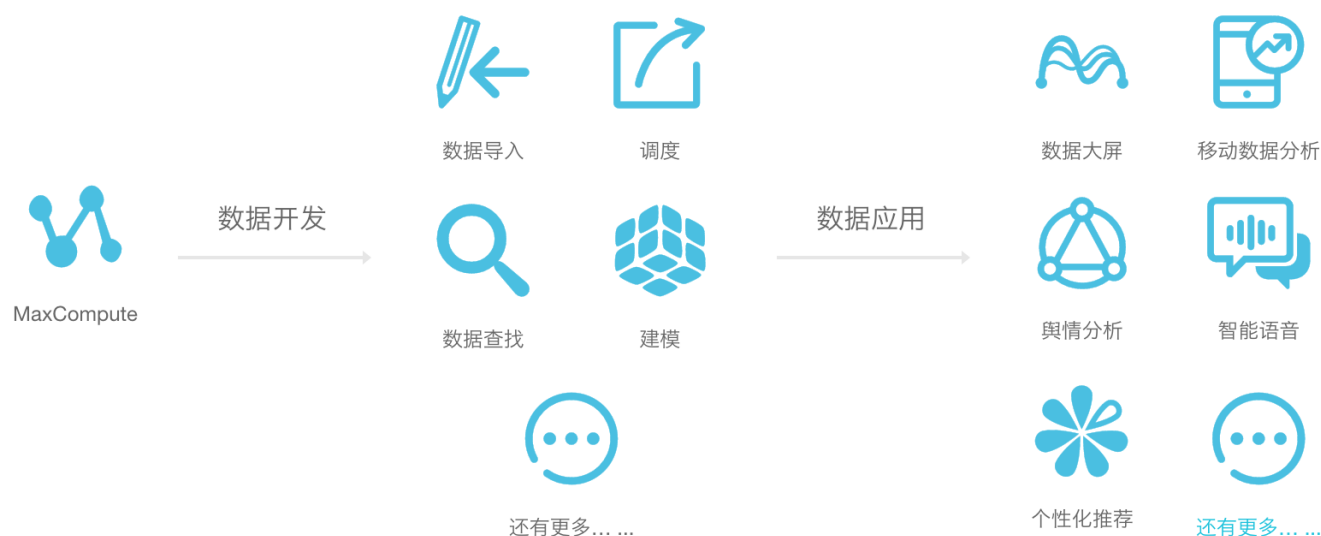 数据导入
调度
数据大屏
移动数据分析
数据开发
数据应用
MaxCompute
数据查找
建模
舆情分析
智能语音
还有更多... ...
个性化推荐
还有更多... ...